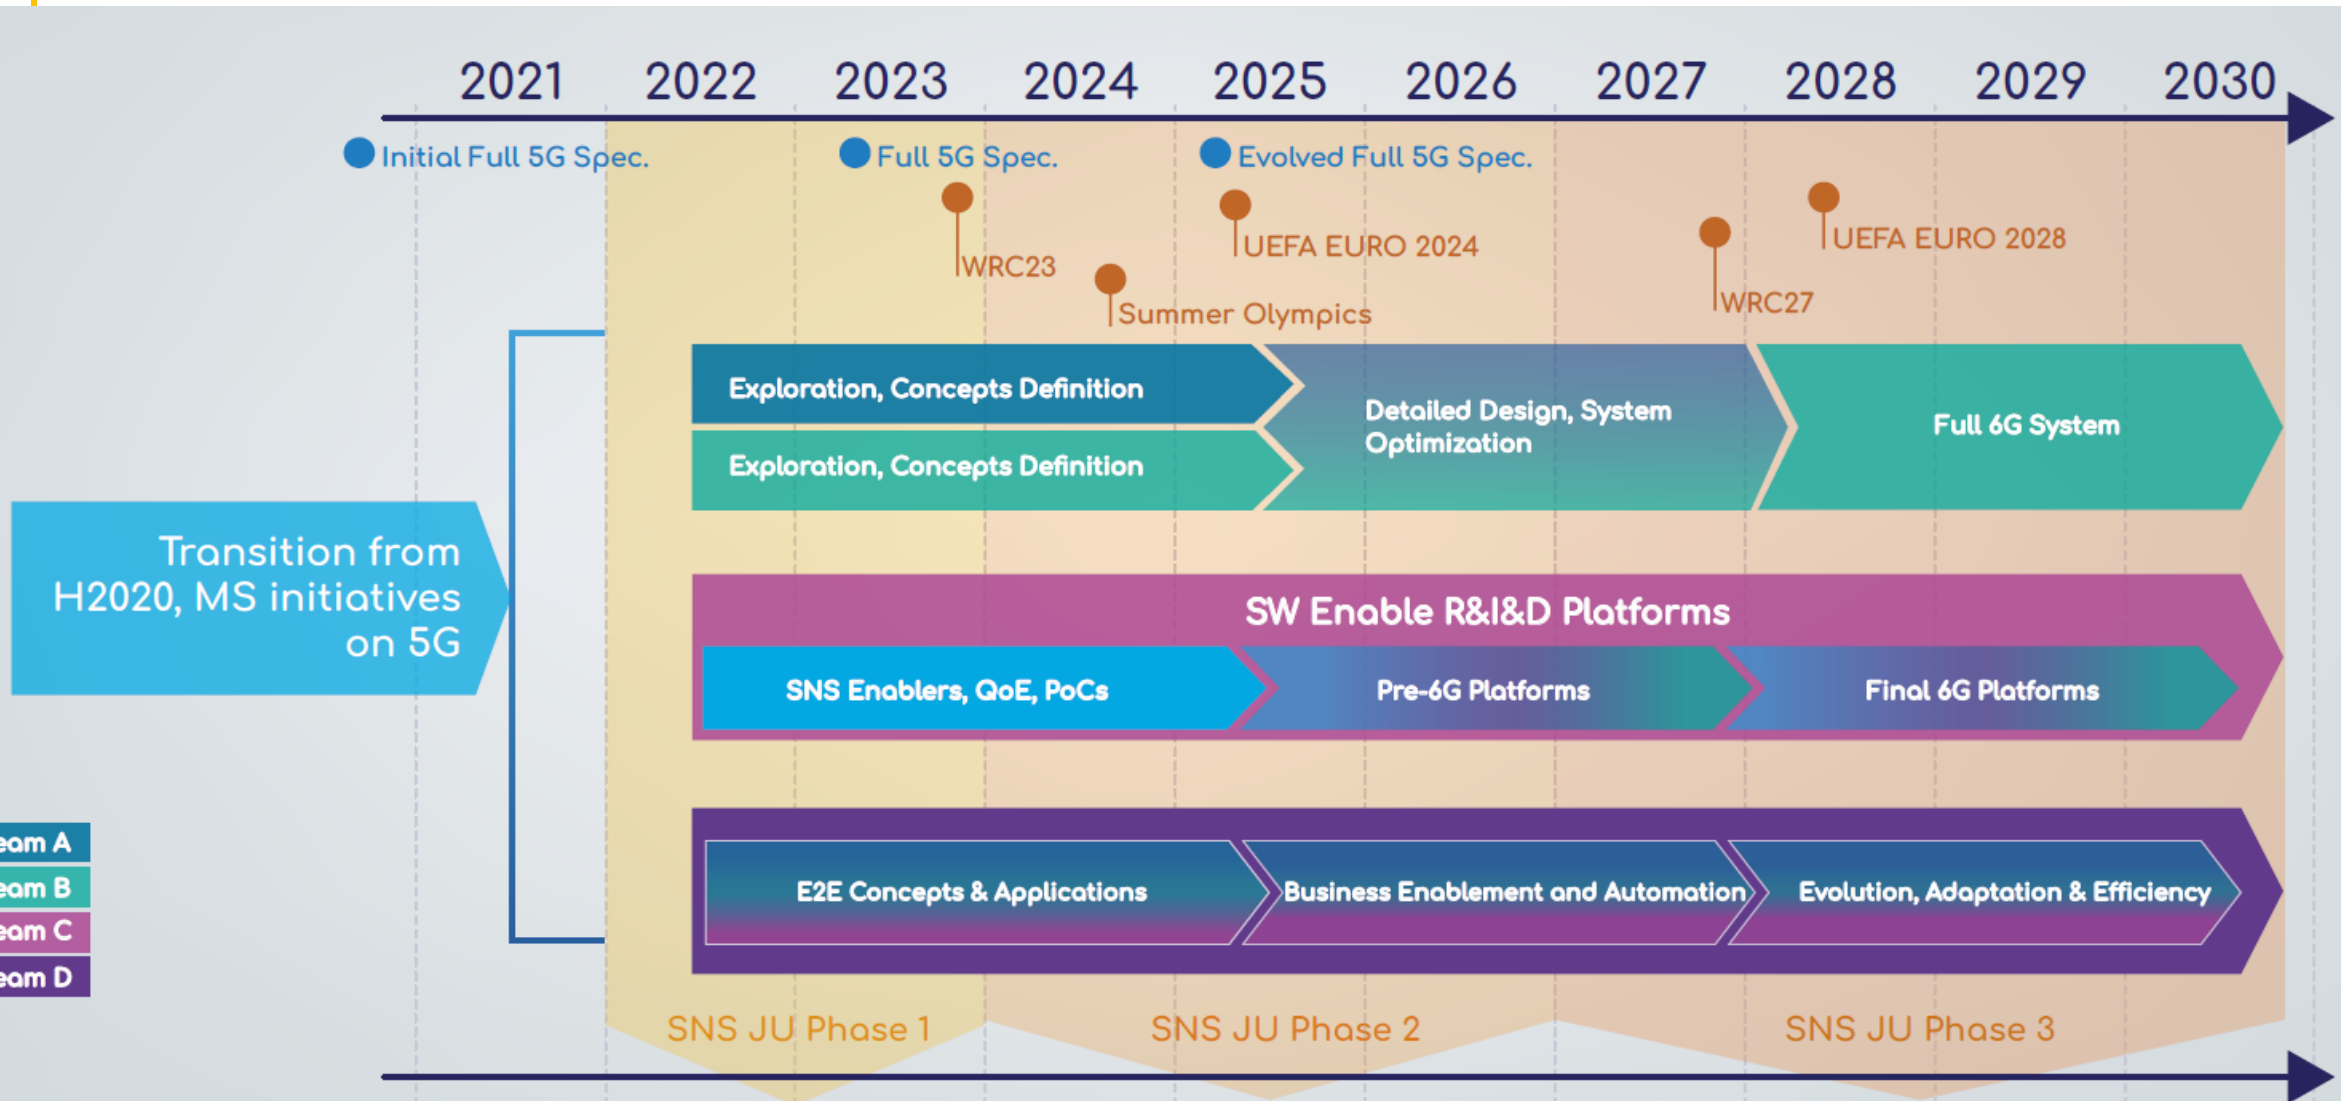 2021 2022 2023 2024 2025 2026 2027 2028 2029 2030
Initial Full 5G Spec. Full 5G Spec. Evolved Full 5G Spec.
WRC23
UEFA EURO 2024
UEFA EURO 2028
Summer Olympics
WRC27
Exploration, Concepts Definition
Exploration, Concepts Definition
Detailed Design, System
Optimization
Full 6G System
Transition from
H2020, MS initiatives
on 5G
SW Enable R&I&D Platforms
SNS Enablers, QoE, PoCs
Pre-6G Platforms
Final 6G Platforms
eam A
eam B
eam C
eam D
E2E Concepts & Applications
Business Enablement and Automation
Evolution, Adaptation & Efficiency
SNS JU Phase 1
SNS JU Phase 2
SNS JU Phase 3